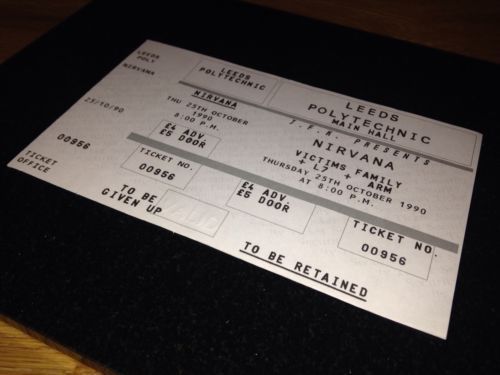 LEEDS
POLY
NIRVANA
25/10/90
00956
TICKET
OFFICE
LEEDS
POLYTECHNIC
NIRVANA
THU 25TH OCTOBER
1990
8:00 P.M.
£4 ADV
£5 DOOR
TICKET NO.
00956
TO BE
GIVEN UP
LEEDS
POLYTECHNIC
MAIN HALL
PRESENTS
NIRVANA
VICTIMS FAMILY
+ L7 + ARM
THURSDAY 25TH OCTOBER 1990
AT 8:00 P.M.
£4 ADV.
£5 DOOR
TICKET NO.
00956
TO BE RETAINED